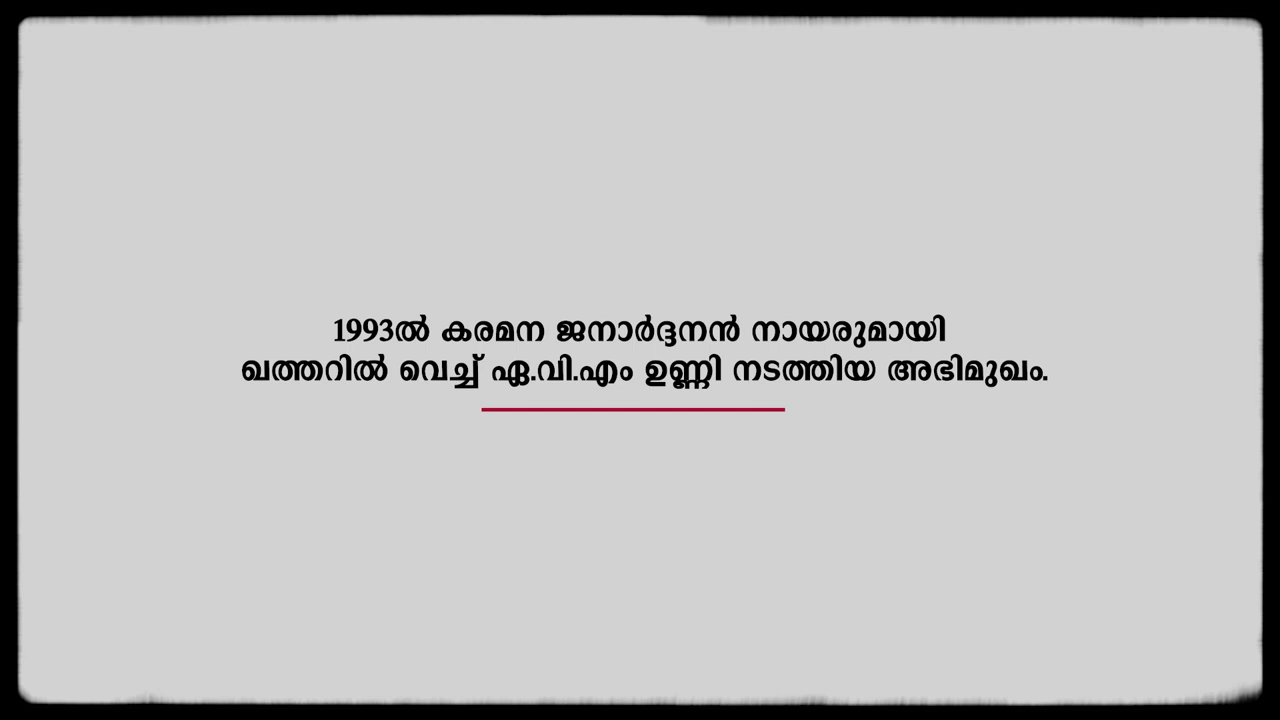 1993ൽ കരമന ജനാർദ്ദനൻ നായരുമായി
ഖത്തറിൽ വെച്ച് ഏ.വി.എം ഉണ്ണി നടത്തിയ അഭിമുഖം.